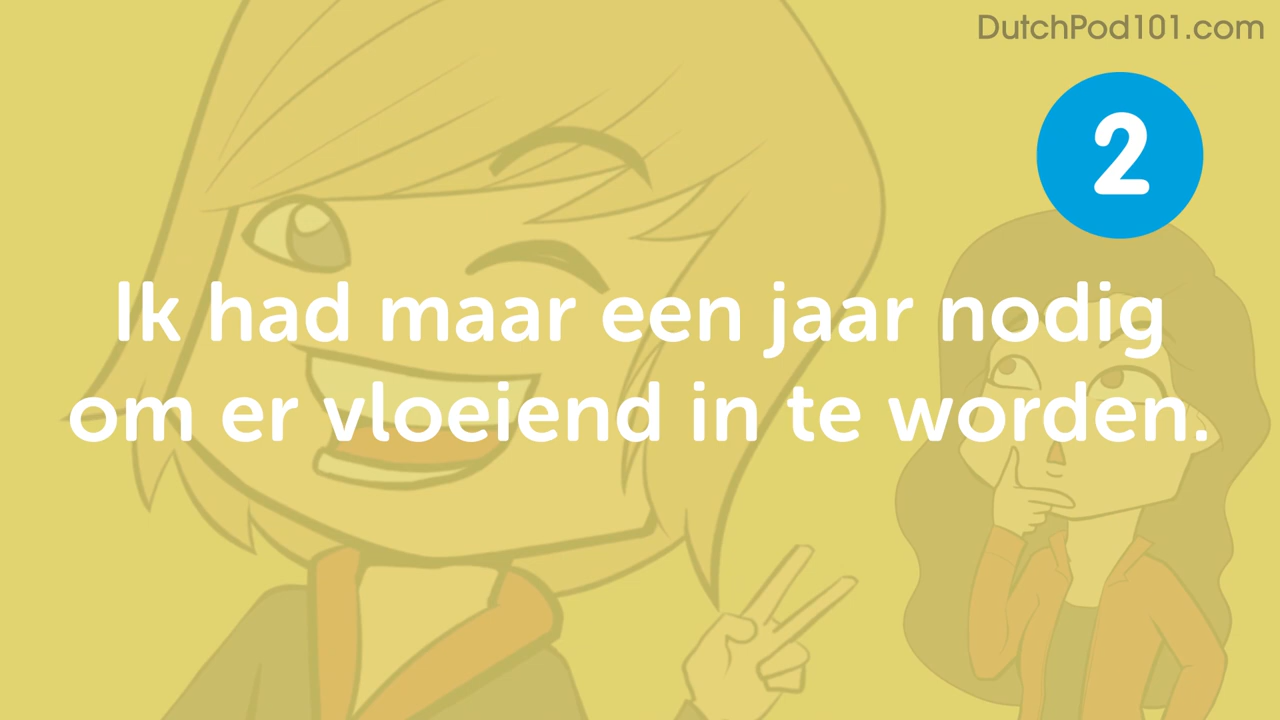 DutchPod101.com
2
Ik had maar een jaar nodig
om er vloeiend in te worden.